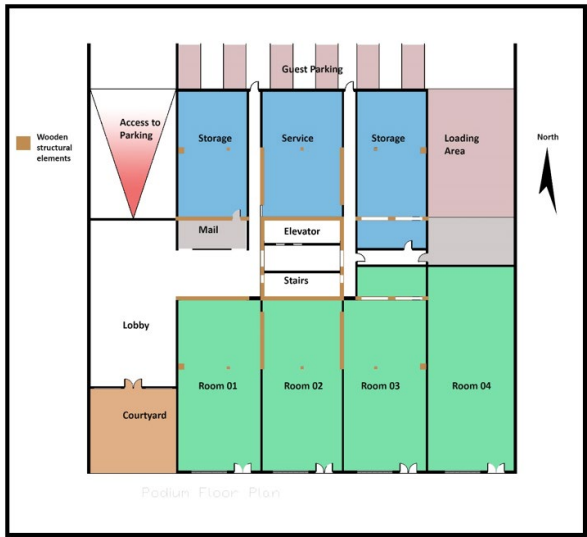 Guest Parking
Access to
Parking
Wooden
structural
elements
Storage
Service
Storage
Loading
Area
North
Mail
Elevator
Stairs
Lobby
Room 01
Room 02
Room 03
Room 04
Courtyard
Podium Floor Plan